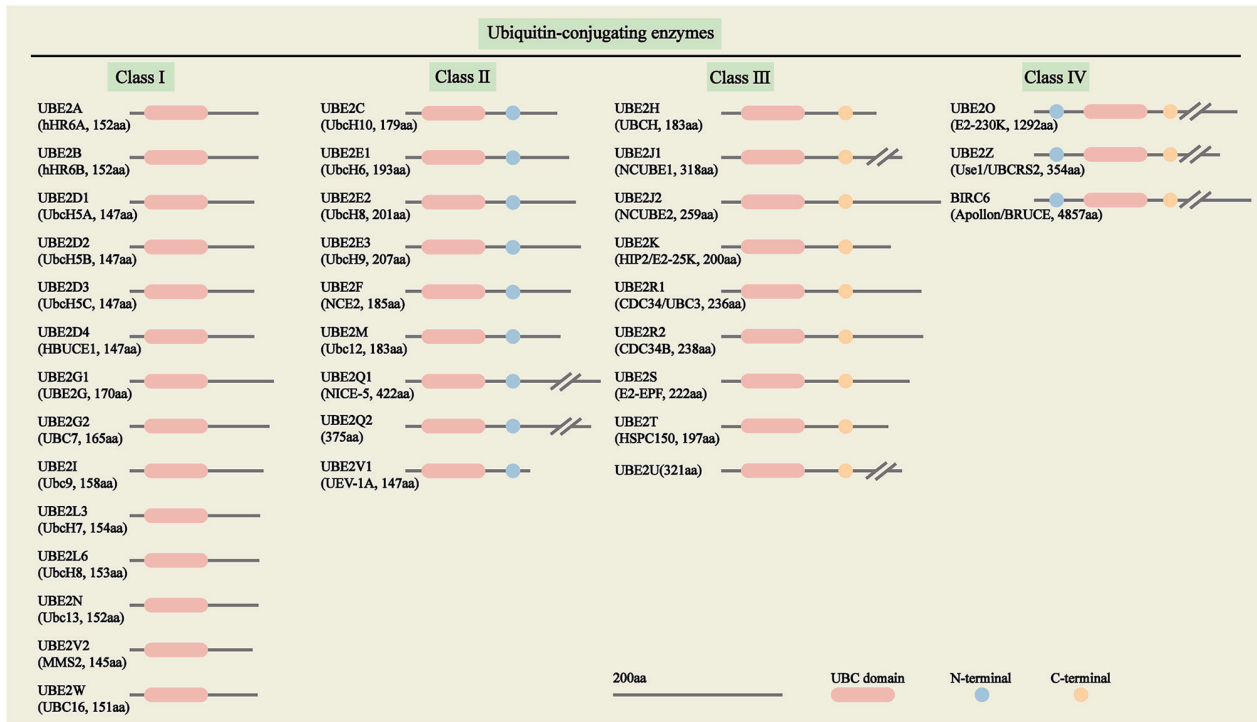 Ubiquitin-conjugating enzymes
Class I
UBE2A
(hHR6A, 152aa)
UBE2B
(hHR6B, 152aa)
UBE2D1
(UbcH5A, 147aa)
UBE2D2
(UbcH5B, 147aa)
UBE2D3
(UbcH5C, 147aa)
UBE2D4
(HBUCE1, 147aa)
UBE2G1
(UBE2G, 170aa)
UBE2G2
(UBC7, 165aa)
UBE2I
(Ubc9, 158aa)
UBE2L3
(UbcH7, 154aa)
UBE2L6
(UbcH8, 153aa)
UBE2N
(Ubc13, 152aa)
UBE2V2
(MMS2, 145aa)
UBE2W
(UBC16, 151aa)
Class II
UBE2C
(UbcH10, 179aa)
UBE2E1
(UbcH6, 193aa)
UBE2E2
(UbcH8, 201aa)
UBE2E3
(UbcH9, 207aa)
UBE2F
(NCE2, 185aa)
UBE2M
(Ubc12, 183aa)
UBE2Q1
(NICE-5, 422aa)
UBE2Q2
(375aa)
UBE2V1
(UEV-1A, 147aa)
Class III
UBE2H
(UBCH, 183aa)
UBE2J1
(NCUBE1, 318aa)
UBE2J2
(NCUBE2, 259aa)
UBE2K
(HIP2/E2-25K, 200aa)
UBE2R1
(CDC34/UBC3, 236aa)
UBE2R2
(CDC34B, 238aa)
UBE2S
(E2-EPF, 222aa)
UBE2T
(HSPC150, 197aa)
UBE2U(321aa)
Class IV
UBE2O
(E2-230K, 1292aa)
UBE2Z
(Use1/UBCRS2, 354aa)
BIRC6
(Apollon/BRUCE, 4857aa)
200aa
UBC domain
N-terminal
C-terminal